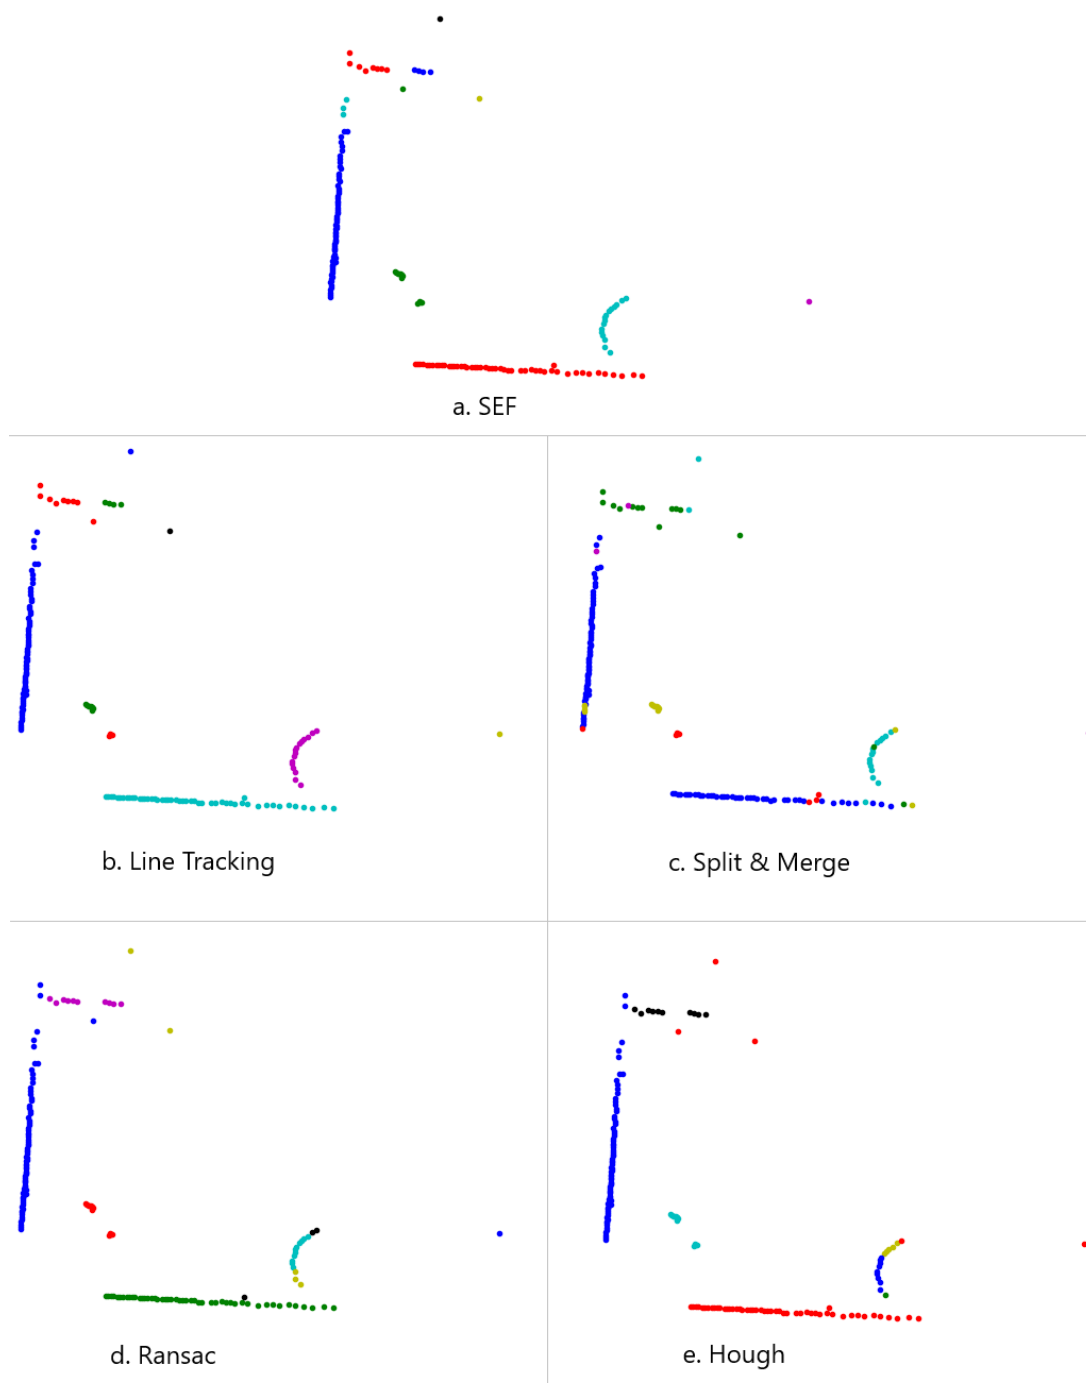 a. SEF
b. Line Tracking
c. Split & Merge
d. Ransac
e. Hough